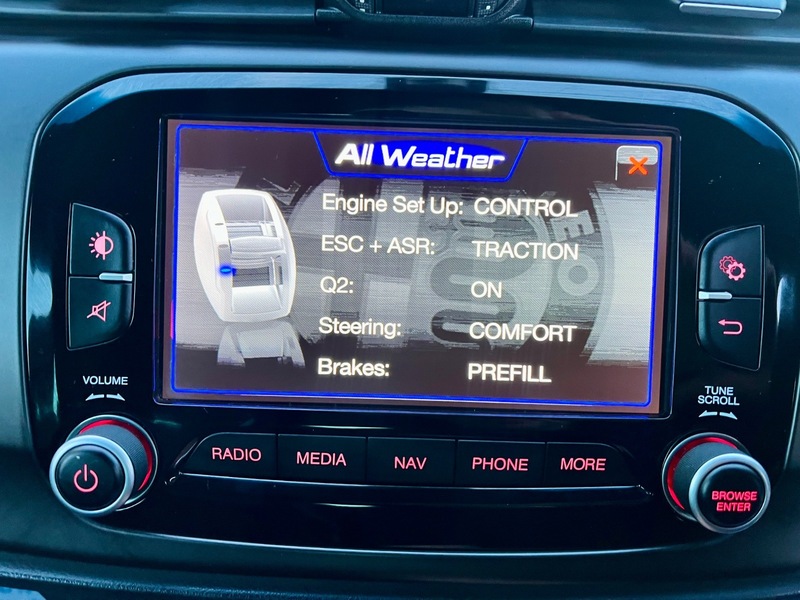 All Weather
Engine Set Up: CONTROL
ESC + ASR: TRACTION
Q2: ON
Steering: COMFORT
Brakes: PREFILL
VOLUME
TUNE
SCROLL
RADIO
MEDIA
NAV
PHONE
MORE
BROWSE
ENTER